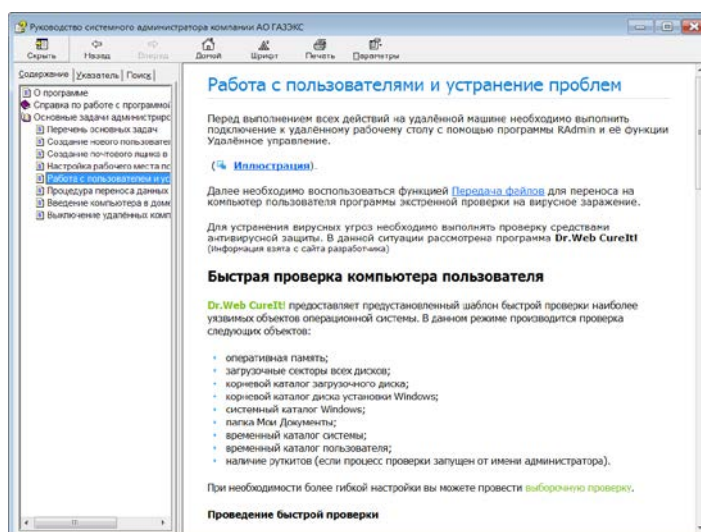 Руководство системного администратора компании АО ГАЗЭКС
Скрыть Назад Вперед Домой Шрифт Печать Параметры
Содержание Указатель Поиск
О программе
Справка по работе с программой
Основные задачи администриро
Перечень основных задач
Создание нового пользовател
Создание почтового ящика в
Настройка рабочего места по
Работа с пользователем и ус
Процедура переноса данных
Введение компьютера в доме
Выключение удалённых комп
Работа с пользователями и устранение проблем
Перед выполнением всех действий на удалённой машине необходимо выполнить
подключение к удалённому рабочему столу с помощью программы RAdmin и её функции
Удалённое управление.
( Иллюстрация).
Далее необходимо воспользоваться функцией Передача файлов для переноса на
компьютер пользователя программы экстренной проверки на вирусное заражение.
Для устранения вирусных угроз необходимо выполнять проверку средствами
антивирусной защиты. В данной ситуации рассмотрена программа Dr.Web CureIt!
(Информация взята с сайта разработчика)
Быстрая проверка компьютера пользователя
Dr.Web CureIt! предоставляет предустановленный шаблон быстрой проверки наиболее
уязвимых объектов операционной системы. В данном режиме производится проверка
следующих объектов:
• оперативная память;
• загрузочные секторы всех дисков;
• корневой каталог загрузочного диска;
• корневой каталог диска установки Windows;
• системный каталог Windows;
• папка Мои Документы;
• временный каталог системы;
• временный каталог пользователя;
• наличие руткитов (если процесс проверки запущен от имени администратора).
При необходимости более гибкой настройки вы можете провести выборочную проверку.
Проведение быстрой проверки